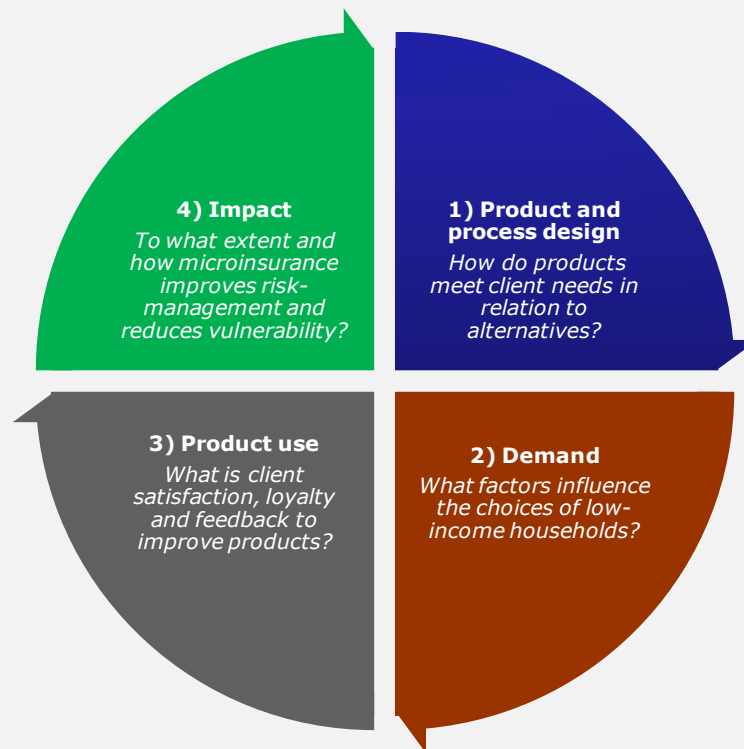 4) Impact
To what extent and
how microinsurance
improves risk-
management and
reduces vulnerability?
1) Product and
process design
How do products
meet client needs in
relation to
alternatives?
3) Product use
What is client
satisfaction, loyalty
and feedback to
improve products?
2) Demand
What factors influence
the choices of low-
income households?